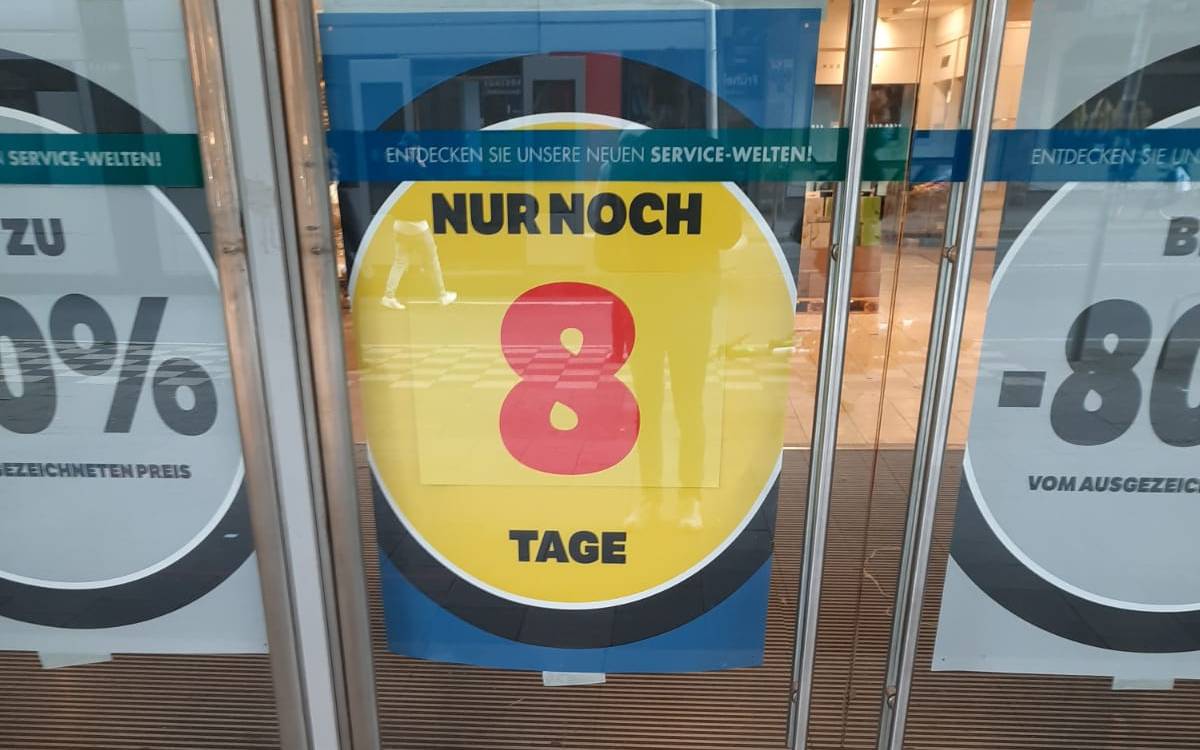 N SERVICE-WELTEN!
ZU
0%
GEZEICHNETEN PREIS
ENTDECKEN SIE UNSERE NEUEN SERVICE-WELTEN!
NUR NOCH
8
TAGE
ENTDECKEN SIE UN
B
-80
VOM AUSGEZEIC